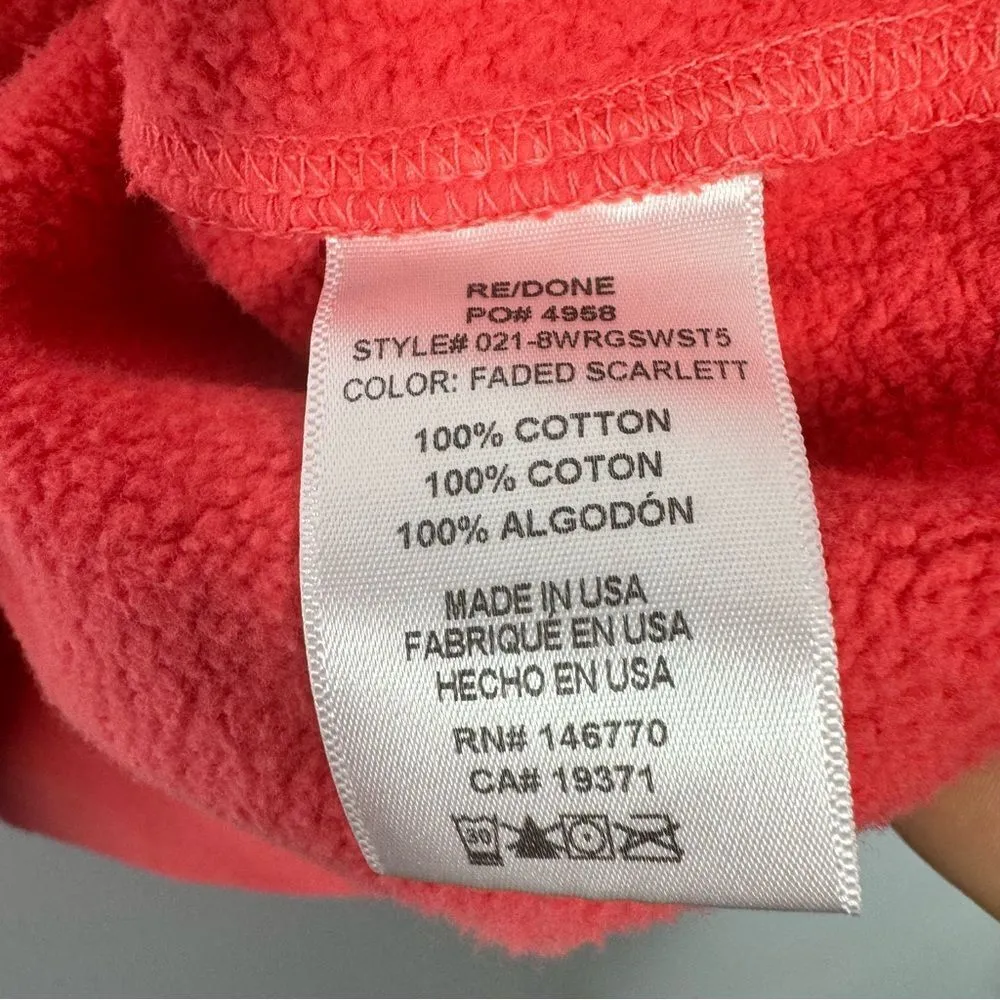 RE/DONE
PO# 4958
STYLE# 021-8WRGSWST5
COLOR: FADED SCARLETT
100% COTTON
100% COTON
100% ALGODÓN
MADE IN USA
FABRIQUE EN USA
HECHO EN USA
RN# 146770
CA# 19371
30